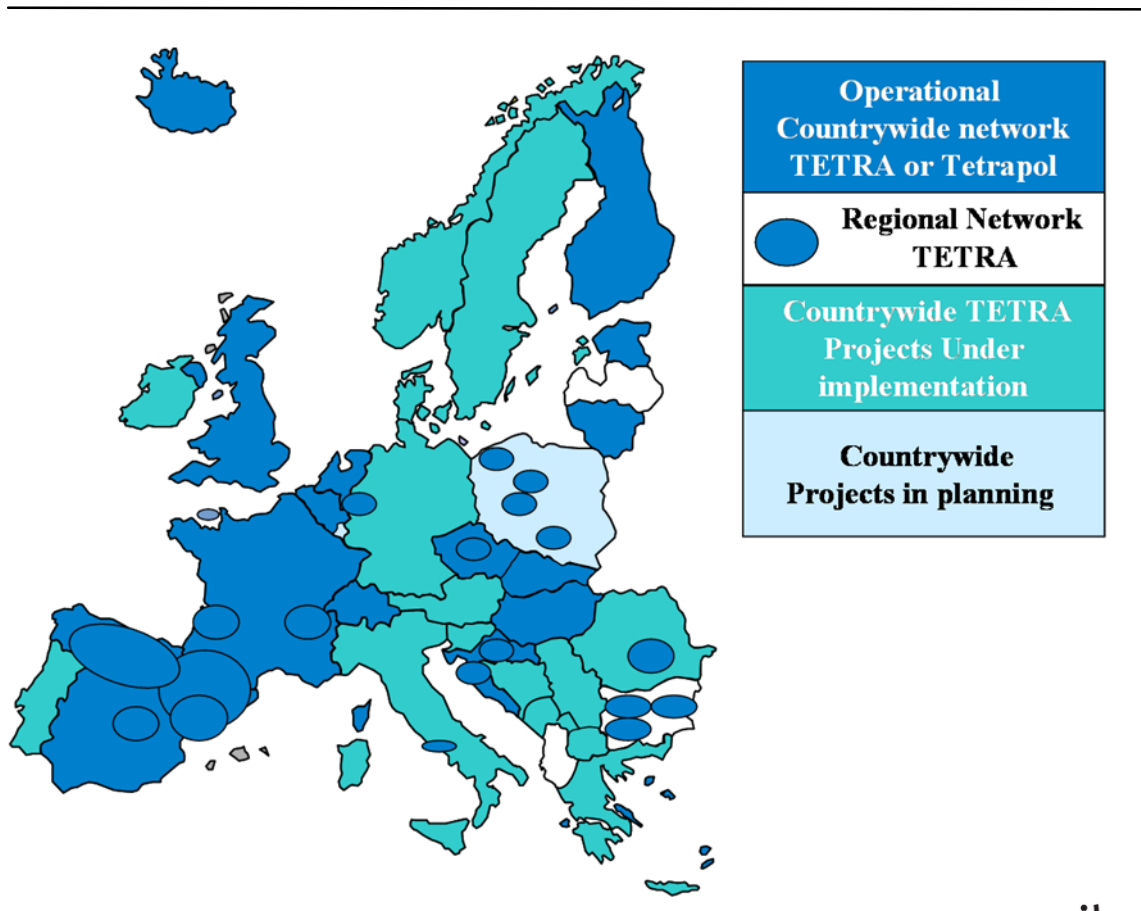 Operational
Countrywide network
TETRA or Tetrapol
Regional Network
TETRA
Countrywide TETRA
Projects Under
implementation
Countrywide
Projects in planning